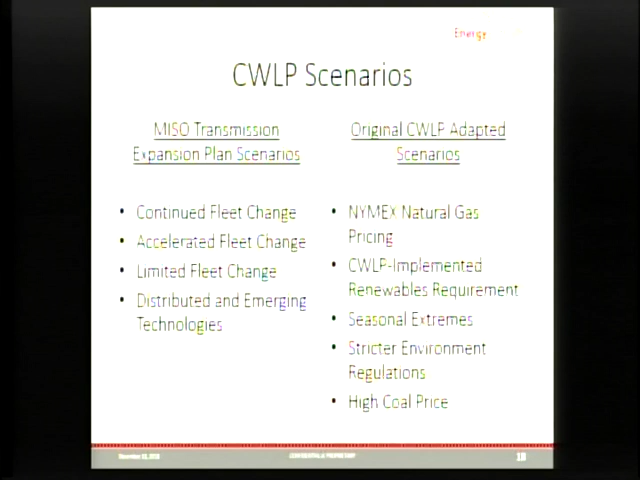 Energy
CWLP Scenarios
MISO Transmission
Expansion Plan Scenarios
Original CWLP Adapted
Scenarios
• Continued Fleet Change
• Accelerated Fleet Change
• Limited Fleet Change
• Distributed and Emerging
Technologies
• NYMEX Natural Gas
Pricing
• CWLP-Implemented
Renewables Requirement
• Seasonal Extremes
• Stricter Environment
Regulations
• High Coal Price
18